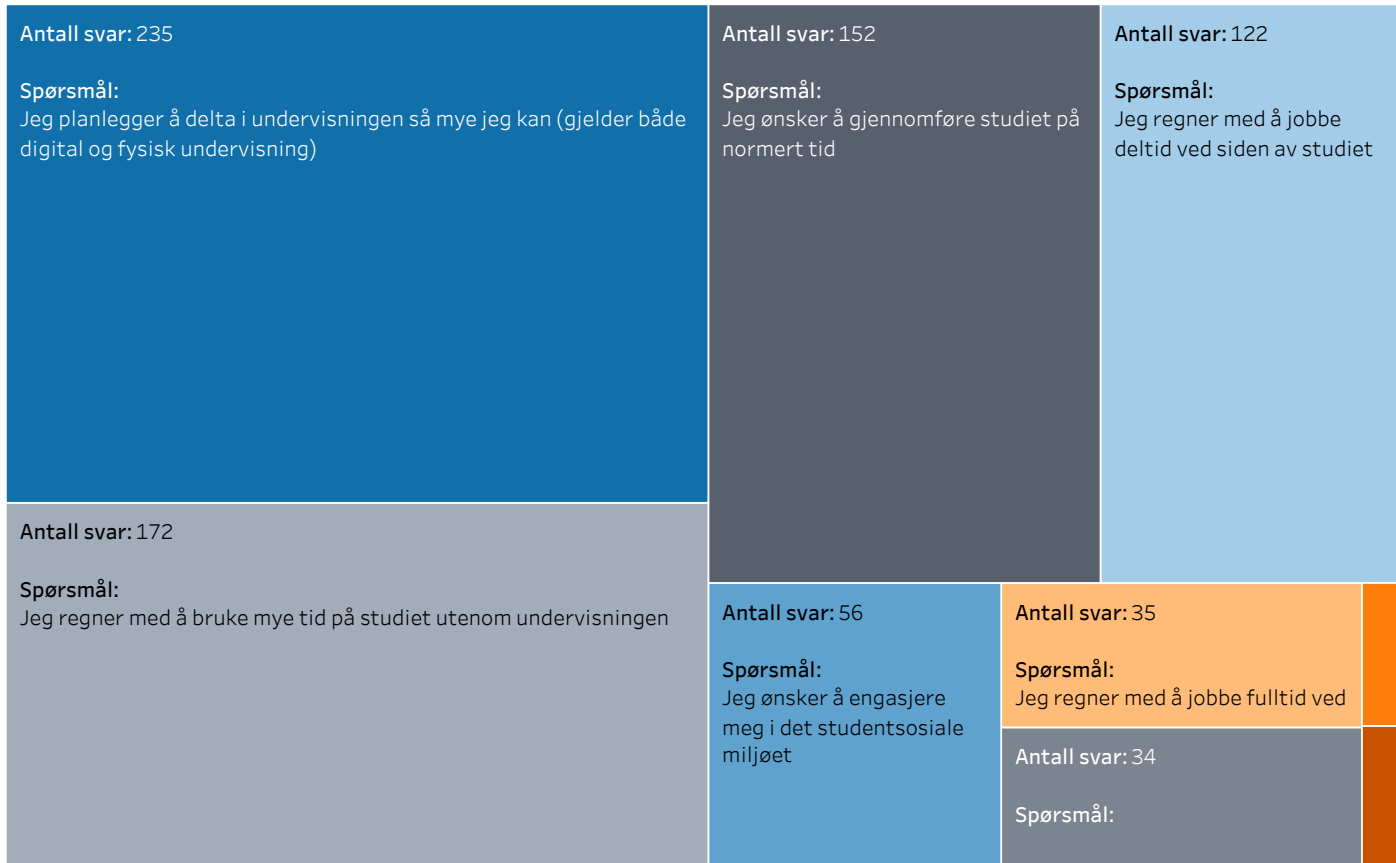 Antall svar: 235
Spørsmål:
Jeg planlegger å delta i undervisningen så mye jeg kan (gjelder både
digital og fysisk undervisning)
Antall svar: 172
Spørsmål:
Jeg regner med å bruke mye tid på studiet utenom undervisningen
Antall svar: 152
Spørsmål:
Jeg ønsker å gjennomføre studiet på
normert tid
Antall svar: 122
Spørsmål:
Jeg regner med å jobbe
deltid ved siden av studiet
Antall svar: 56
Spørsmål:
Jeg ønsker å engasjere
meg i det studentsosiale
miljøet
Antall svar: 35
Spørsmål:
Jeg regner med å jobbe fulltid ved
Antall svar: 34
Spørsmål: